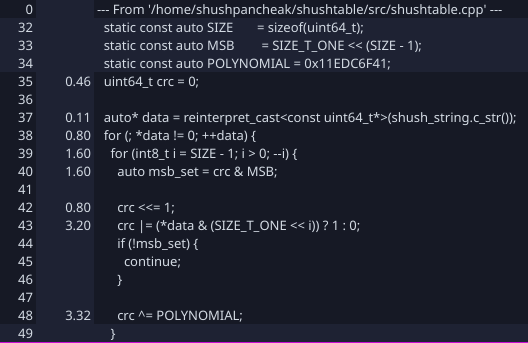 0 --- From '/home/shushpancheak/shushtable/src/shushtable.cpp' ---
32 static const auto SIZE = sizeof(uint64_t);
33 static const auto MSB = SIZE_T_ONE << (SIZE - 1);
34 static const auto POLYNOMIAL = 0x11EDC6F41;
35 0.46 uint64_t crc = 0;
36
37 0.11 auto* data = reinterpret_cast<const uint64_t*>(shush_string.c_str());
38 0.80 for (; *data != 0; ++data) {
39 1.60 for (int8_t i = SIZE - 1; i > 0; --i) {
40 1.60 auto msb_set = crc & MSB;
41
42 0.80 crc <<= 1;
43 3.20 crc |= (*data & (SIZE_T_ONE << i)) ? 1 : 0;
44 if (!msb_set) {
45 continue;
46 }
47
48 3.32 crc ^= POLYNOMIAL;
49 }